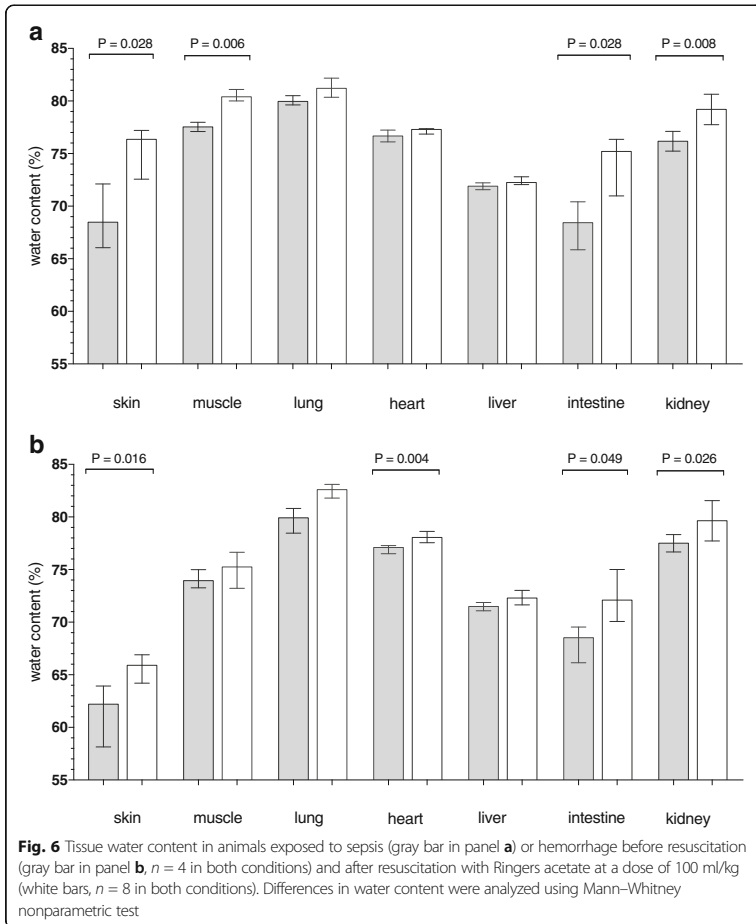 a
P = 0.028 P = 0.006 P = 0.028 P = 0.008
85
80
75
70
65
60
55
water content (%)
skin muscle lung heart liver intestine kidney
b
P = 0.016 P = 0.004 P = 0.049 P = 0.026
85
80
75
70
65
60
55
water content (%)
skin muscle lung heart liver intestine kidney
Fig. 6 Tissue water content in animals exposed to sepsis (gray bar in panel a) or hemorrhage before resuscitation
(gray bar in panel b, n = 4 in both conditions) and after resuscitation with Ringers acetate at a dose of 100 ml/kg
(white bars, n = 8 in both conditions). Differences in water content were analyzed using Mann–Whitney
nonparametric test